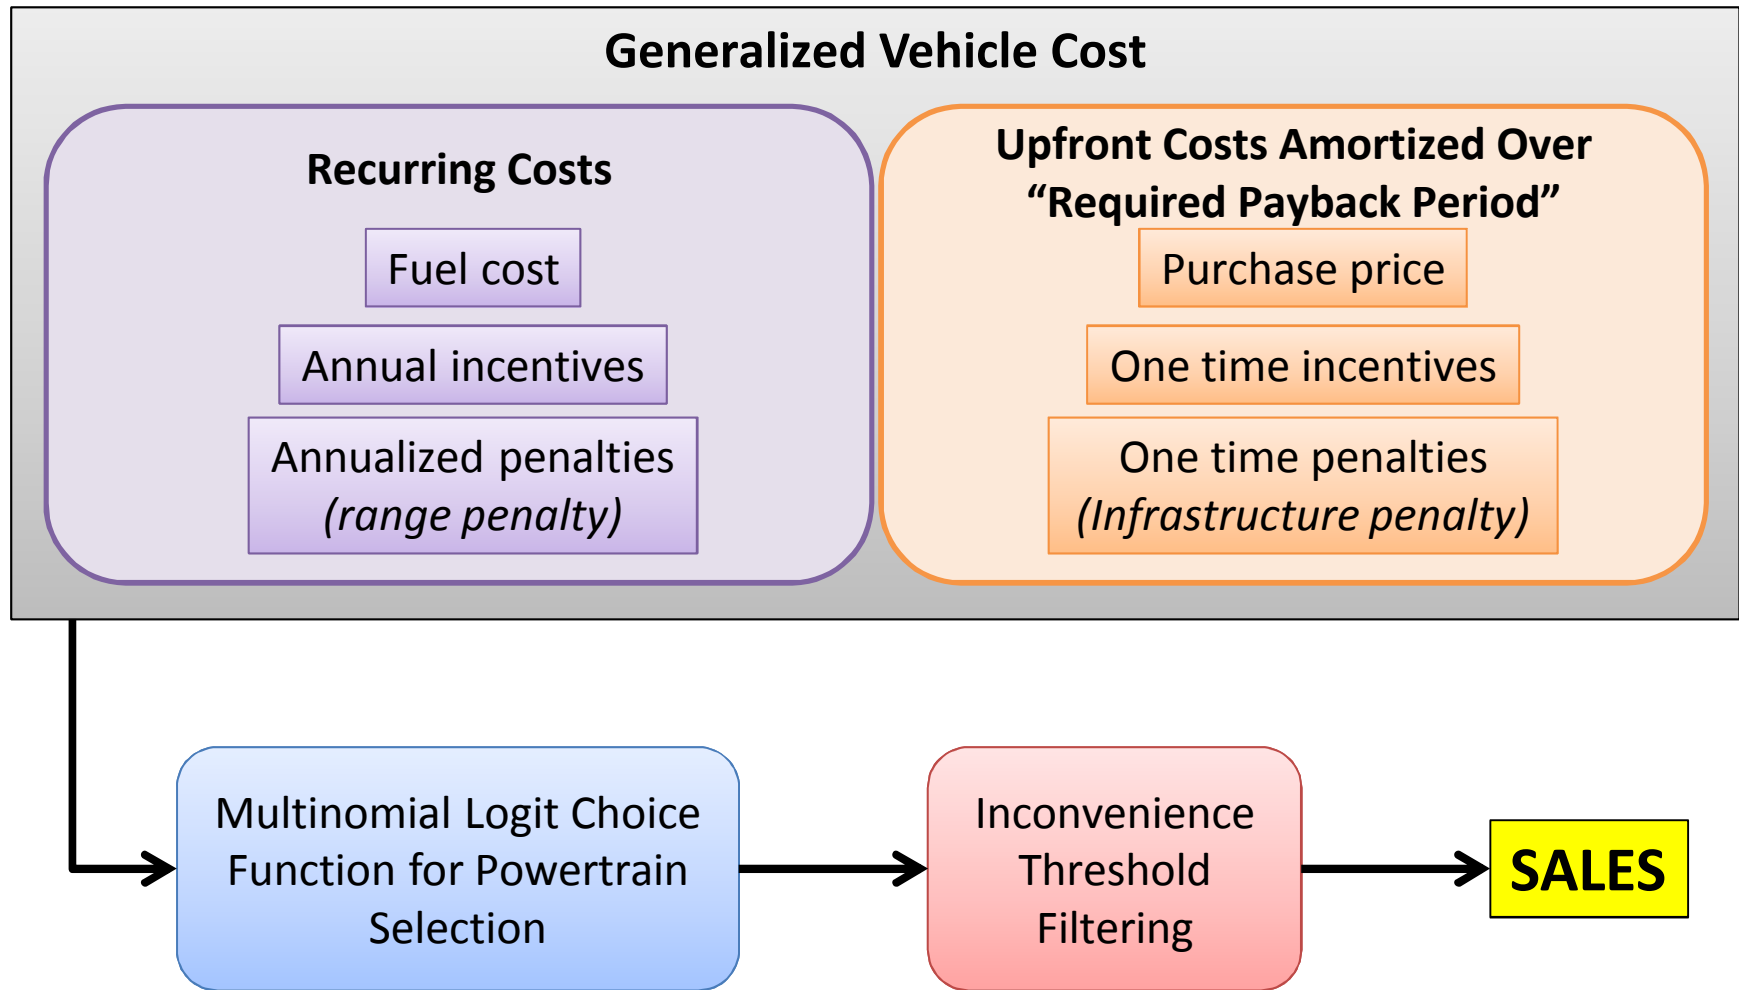 Generalized Vehicle Cost
Recurring Costs
Fuel cost
Annual incentives
Annualized penalties
(range penalty)
Upfront Costs Amortized Over
“Required Payback Period”
Purchase price
One time incentives
One time penalties
(Infrastructure penalty)
Multinomial Logit Choice
Function for Powertrain
Selection
Inconvenience
Threshold
Filtering
SALES